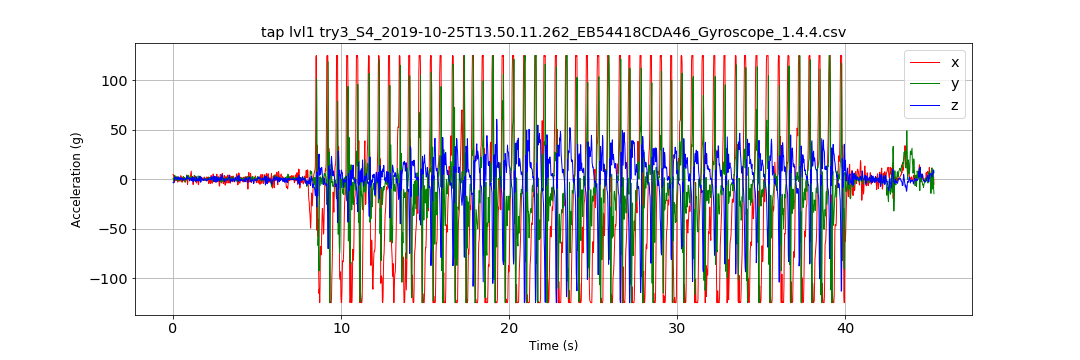 tap lvl1 try3_S4_2019-10-25T13.50.11.262_EB54418CDA46_Gyroscope_1.4.4.csv
x
y
z
100
50
0
−50
−100
Acceleration (g)
0
10
20
30
40
Time (s)